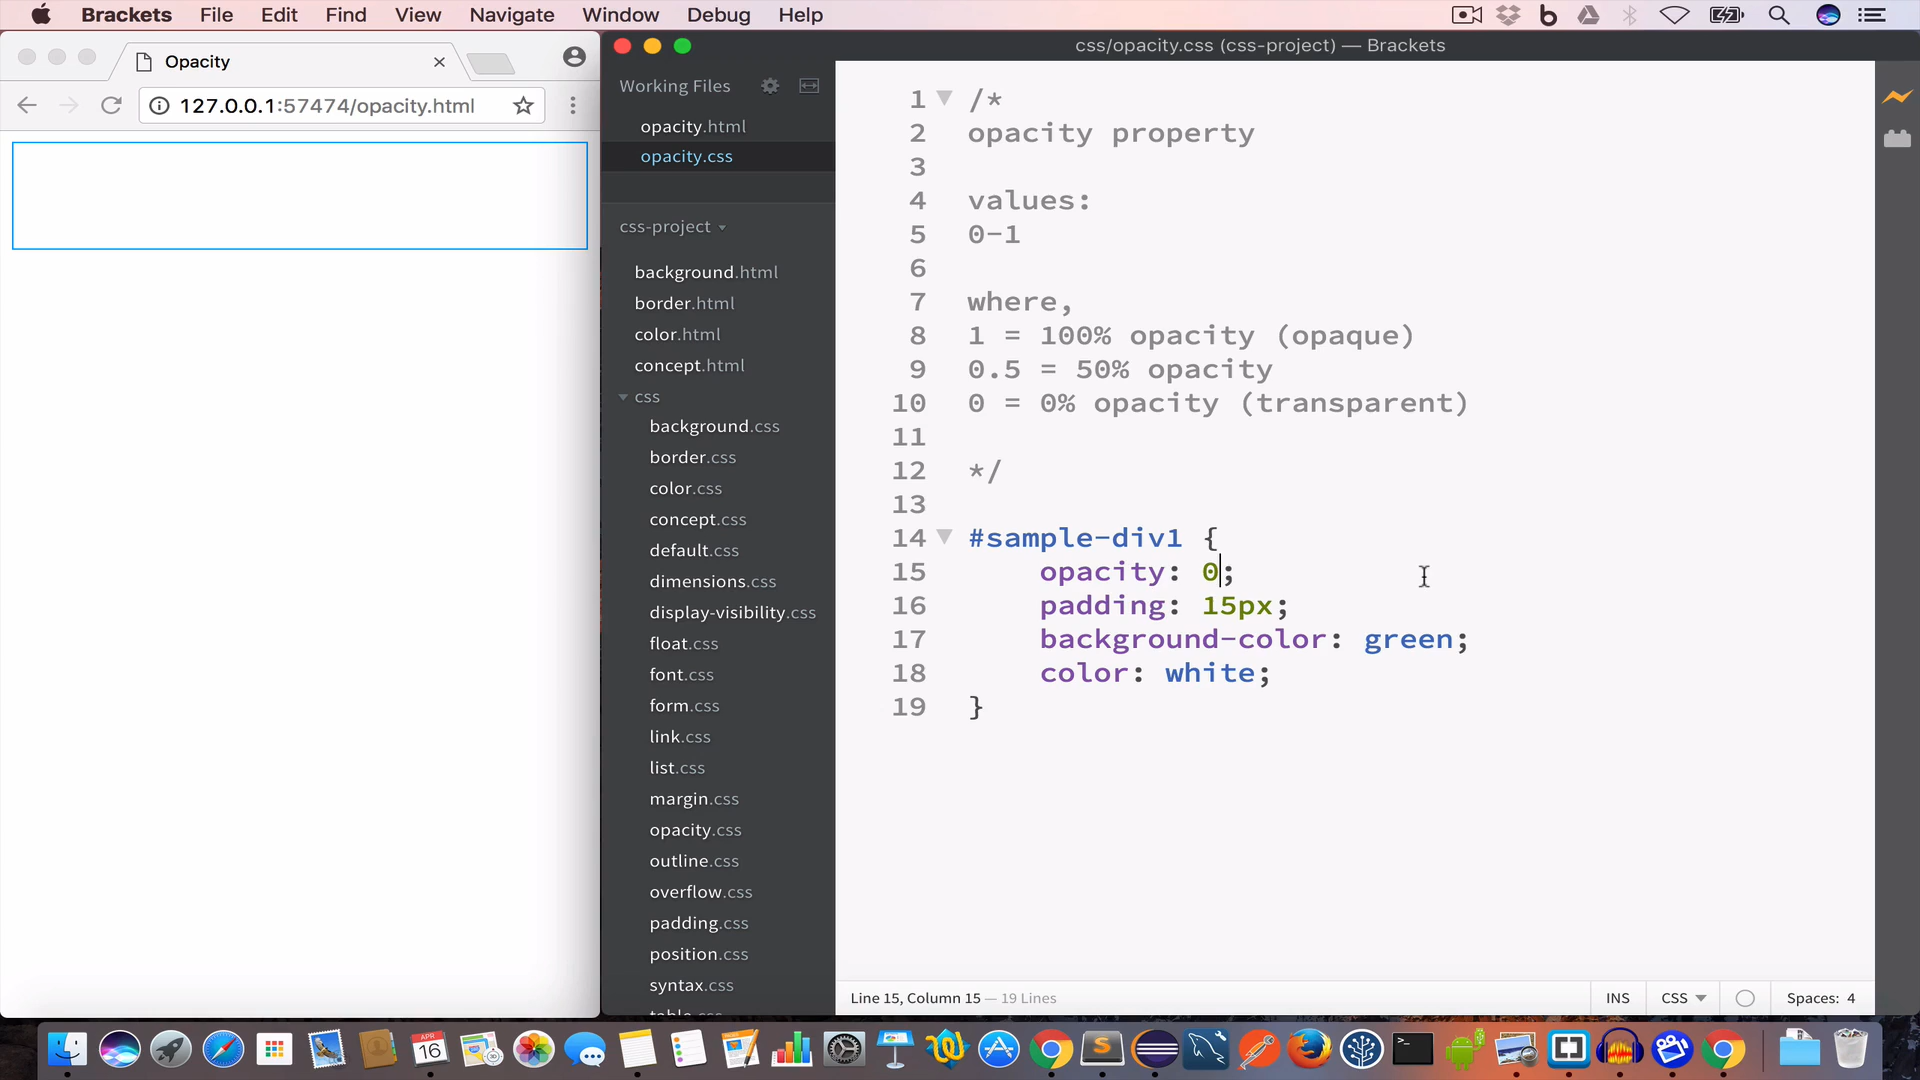 Brackets File Edit Find View Navigate Window Debug Help
Opacity
127.0.0.1:57474/opacity.html
css/opacity.css (css-project) — Brackets
Working Files
opacity.html
opacity.css
css-project
background.html
border.html
color.html
concept.html
css
background.css
border.css
color.css
concept.css
default.css
dimensions.css
display-visibility.css
float.css
font.css
form.css
link.css
list.css
margin.css
opacity.css
outline.css
overflow.css
padding.css
position.css
syntax.css
1 /*
2 opacity property
3
4 values:
5 0-1
6
7 where,
8 1 = 100% opacity (opaque)
9 0.5 = 50% opacity
10 0 = 0% opacity (transparent)
11
12 */
13
14 #sample-div1 {
15 opacity: 0;
16 padding: 15px;
17 background-color: green;
18 color: white;
19 }
Line 15, Column 15 — 19 Lines
INS CSS Spaces: 4
APR
16